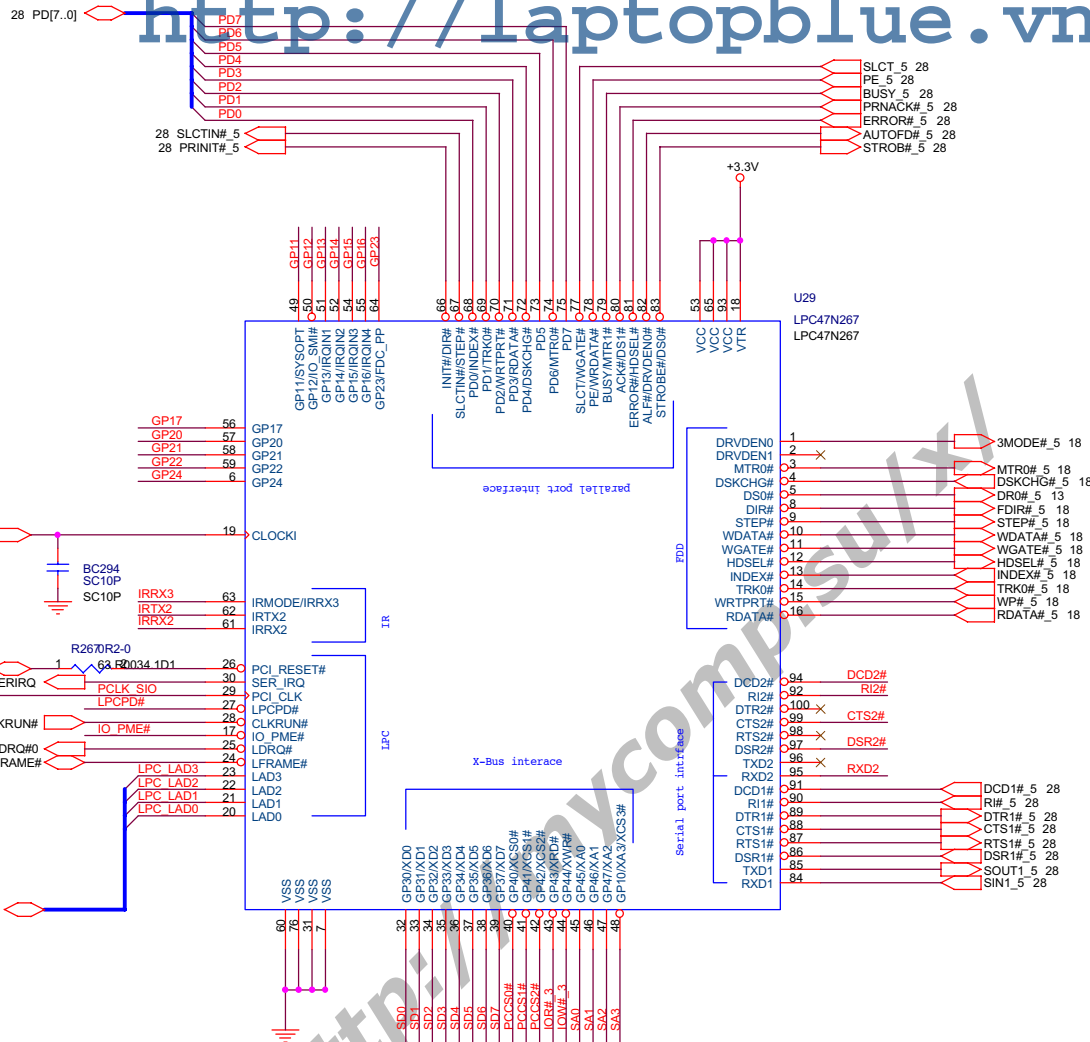 http://laptopblue.vn
28 PD[7..0]
PD7
PD6
PD5
PD4
PD3
PD2
PD1
PD0
28 SLCTIN#_5
28 PRINIT#_5
SLCT_5 28
PE_5 28
BUSY_5 28
PRNACK#_5 28
ERROR#_5 28
AUTOFD#_5 28
STROB#_5 28
+3.3V
GP11
GP12
GP13
GP14
GP15
GP16
GP23
49
50
51
52
54
55
64
66
67
68
69
70
71
72
73
74
75
77
78
79
80
81
82
83
53
65
93
18
U29
LPC47N267
LPC47N267
GP11/SYSOPT
GP12/IO_SMI#
GP13/IRQIN1
GP14/IRQIN2
GP15/IRQIN3
GP16/IRQIN4
GP23/FDC_PP
INIT#/DIR#
SLCTIN#/STEP#
PD0/INDEX#
PD1/TRK0#
PD2/WRTPRT#
PD3/RDATA#
PD4/DSKCHG#
PD5
PD6/MTR0#
PD7
SLCT/WGATE#
PE/WRDATA#
BUSY/MTR1#
ACK#/DS1#
ERROR#/HDSEL#
ALF#/DRVDEN0#
STROBE#/DS0#
VCC
VCC
VCC
VTR
parallel port interface
GP17 56 GP17
GP20 57 GP20
GP21 58 GP21
GP22 59 GP22
GP24 6 GP24
19 CLOCKI
BC294
SC10P
SC10P
IRRX3 63 IRMODE/IRRX3
IRTX2 62 IRTX2
IRRX2 61 IRRX2
IR
R267 0R2-0
1 2 63.R0034.1D1
26 PCI_RESET#
ERIRQ 30 SER_IRQ
PCLK_SIO 29 PCI_CLK
LPCPD# 27 LPCPD#
KRUN# 28 CLKRUN#
IO_PME# 17 IO_PME#
DRQ#0 25 LDRQ#
RAME# 24 LFRAME#
LPC_LAD3 23 LAD3
LPC_LAD2 22 LAD2
LPC_LAD1 21 LAD1
LPC_LAD0 20 LAD0
LPC
FDD
DRVDEN0 1 3MODE#_5 18
DRVDEN1 2
MTR0# 3 MTR0#_5 18
DSKCHG# 4 DSKCHG#_5 18
DS0# 5 DR0#_5 13
DIR# 8 FDIR#_5 18
STEP# 9 STEP#_5 18
WDATA# 10 WDATA#_5 18
WGATE# 11 WGATE#_5 18
HDSEL# 12 HDSEL#_5 18
INDEX# 13 INDEX#_5 18
TRK0# 14 TRK0#_5 18
WRTPRT# 15 WP#_5 18
RDATA# 16 RDATA#_5 18
Serial port intrface
DCD2# 94 DCD2#
RI2# 92 RI2#
DTR2# 100
CTS2# 99 CTS2#
RTS2# 98
DSR2# 97 DSR2#
TXD2 96
RXD2 95 RXD2
DCD1# 91 DCD1#_5 28
RI1# 90 RI#_5 28
DTR1# 89 DTR1#_5 28
CTS1# 88 CTS1#_5 28
RTS1# 87 RTS1#_5 28
DSR1# 86 DSR1#_5 28
TXD1 85 SOUT1_5 28
RXD1 84 SIN1_5 28
X-Bus interace
VSS
VSS
VSS
VSS
60
76
31
7
GP30/XD0
GP31/XD1
GP32/XD2
GP33/XD3
GP34/XD4
GP35/XD5
GP36/XD6
GP37/XD7
GP40/XCS0#
GP41/XCS1#
GP42/XCS2#
GP43/XRD#
GP44/XWR#
GP45/XA0
GP46/XA1
GP47/XA2
GP10/XA3/XCS3#
32
33
34
35
36
37
38
39
40
41
42
43
44
45
46
47
48
SD0
SD1
SD2
SD3
SD4
SD5
SD6
SD7
PCCS0#
PCCS1#
PCCS2#
IOR#_3
IOW#_3
SA0
SA1
SA2
SA3
http://mycomp.su/x/